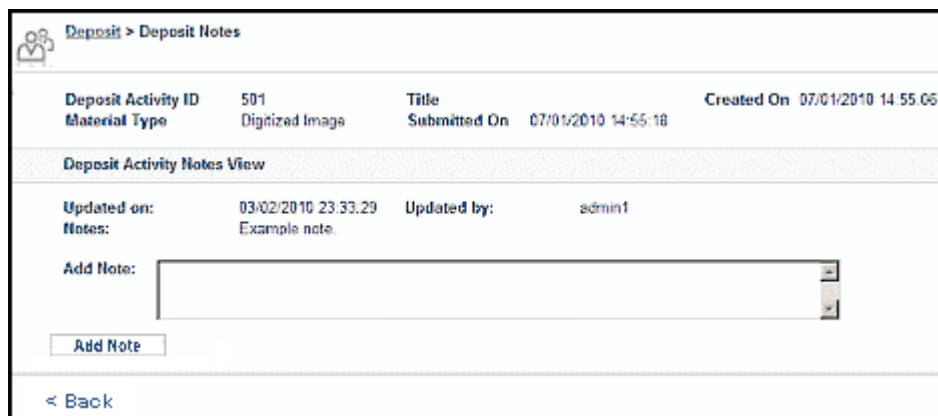 Deposit > Deposit Notes
Deposit Activity ID 501 Title Created On 07/01/2010 14:55:06
Material Type Digitized Image Submitted On 07/01/2010 14:55:18
Deposit Activity Notes View
Updated on: 03/02/2010 23:33:29 Updated by: admin1
Notes: Example note.
Add Note:
Add Note
< Back